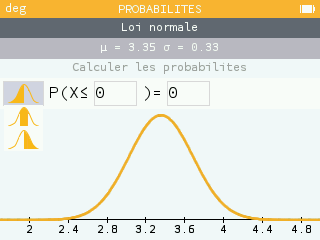 deg PROBABILITES
Loi normale
μ = 3.35 σ = 0.33
Calculer les probabilites
P(X≤ 0 )= 0
2 2.4 2.8 3.2 3.6 4 4.4 4.8